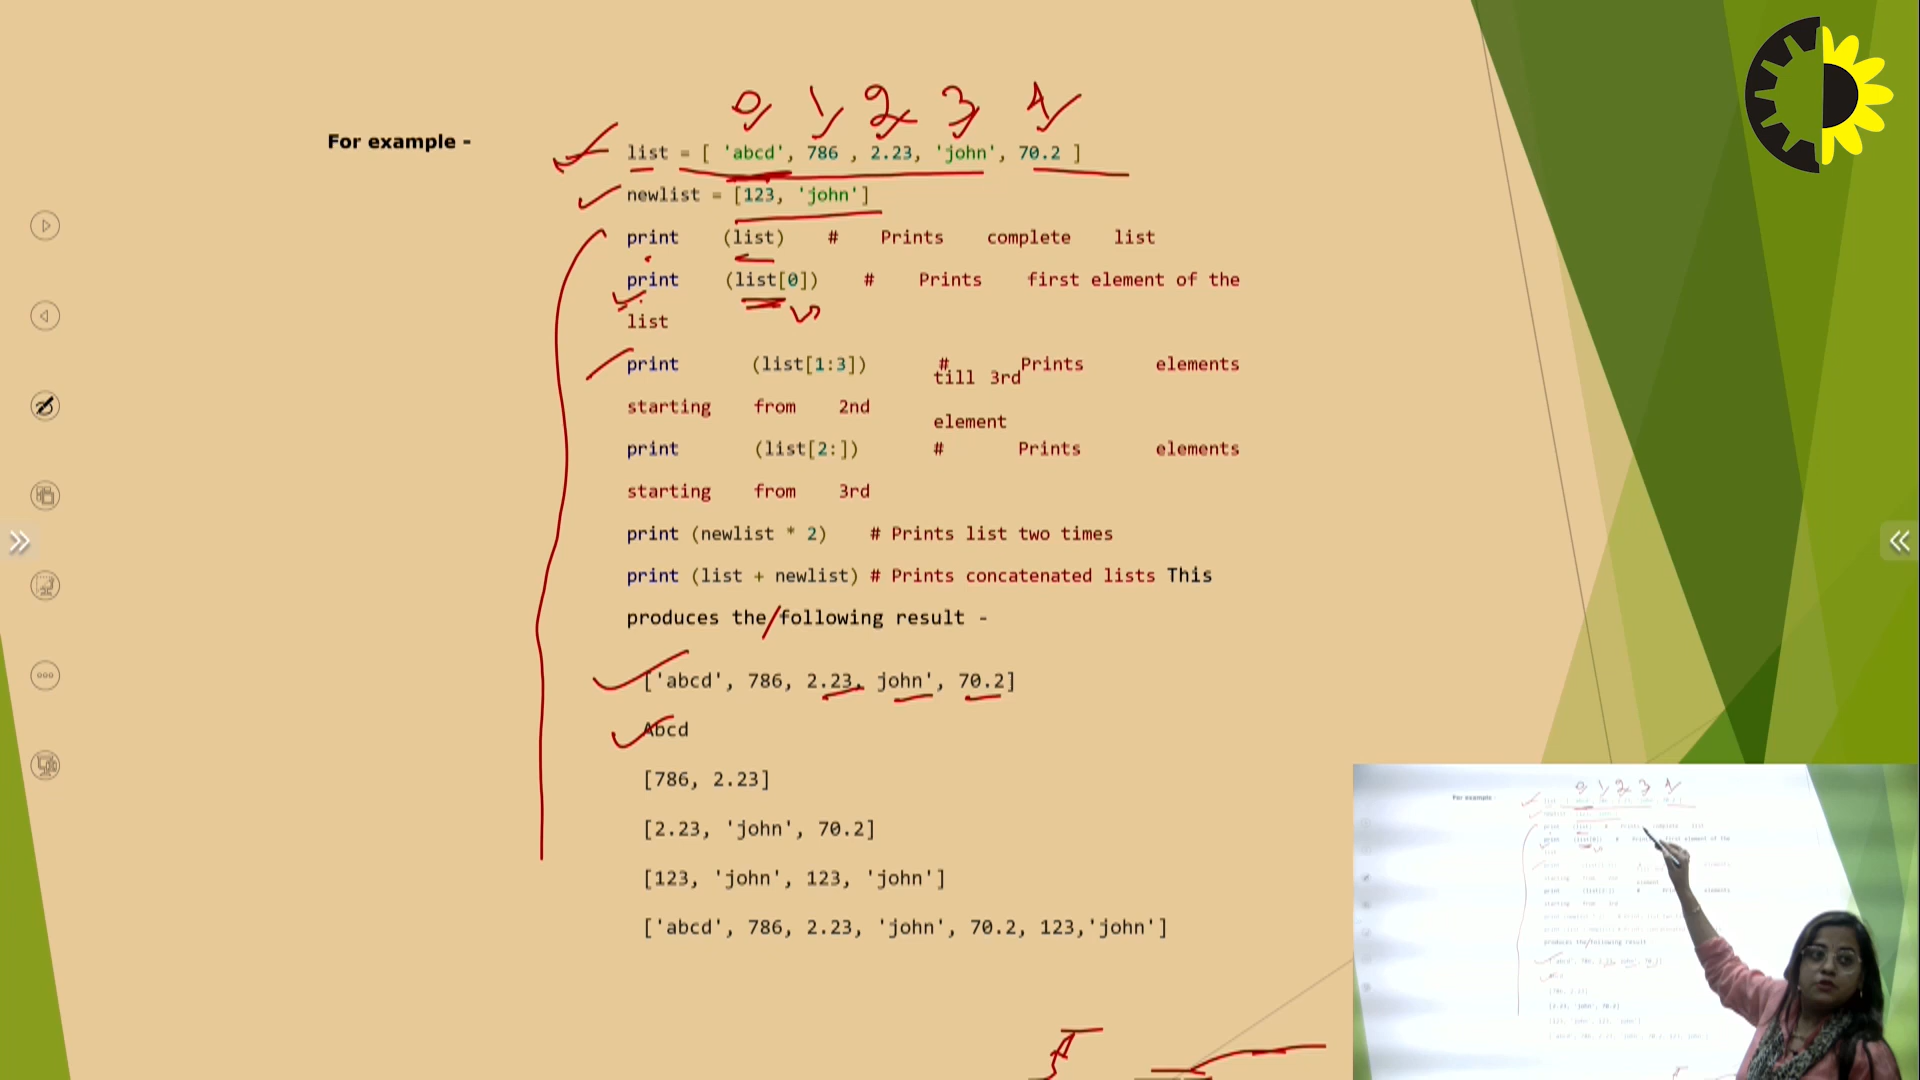 0 1 2 3 4
For example -
list = [ 'abcd', 786 , 2.23, 'john', 70.2 ]
newlist = [123, 'john']
print (list) # Prints complete list
print (list[0]) # Prints first element of the
list
print (list[1:3]) # Prints elements
till 3rd
starting from 2nd
element
print (list[2:]) # Prints elements
starting from 3rd
print (newlist * 2) # Prints list two times
print (list + newlist) # Prints concatenated lists This
produces the following result -
['abcd', 786, 2.23, john', 70.2]
Abcd
[786, 2.23]
[2.23, 'john', 70.2]
[123, 'john', 123, 'john']
['abcd', 786, 2.23, 'john', 70.2, 123,'john']